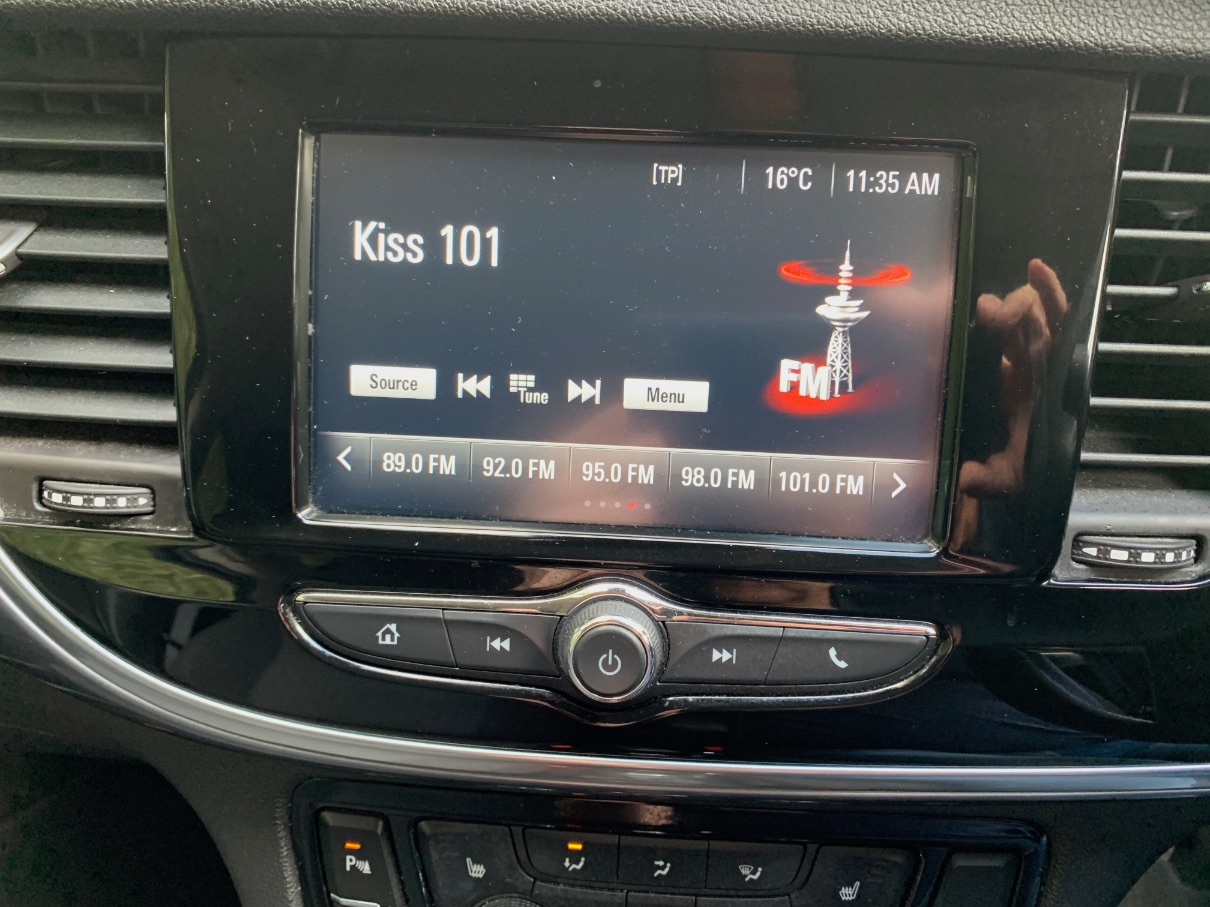 [TP] 16°C 11:35 AM
Kiss 101
FM
Source Tune Menu
89.0 FM 92.0 FM 95.0 FM 98.0 FM 101.0 FM
P